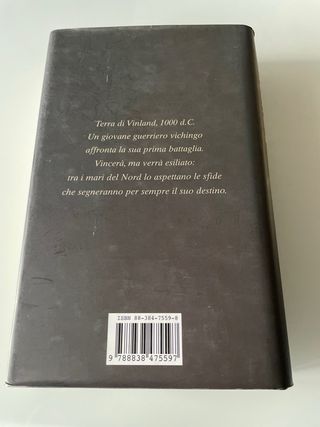 Terra di Vinland, 1000 d.C.
Un giovane guerriero vichingo
affronta la sua prima battaglia.
Vincerà, ma verrà esiliato:
tra i mari del Nord lo aspettano le sfide
che segneranno per sempre il suo destino.
ISBN 88-384-7559-8
9 788838 475597